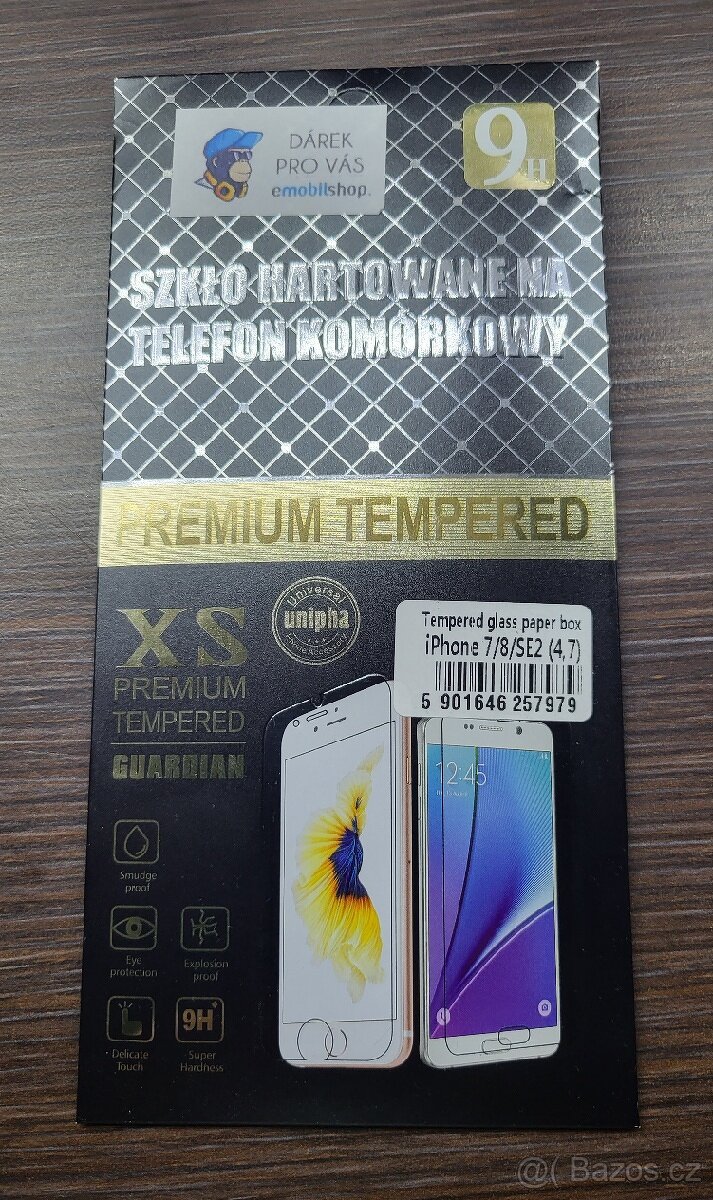 DÁREK
PRO VÁS
emobilshop.
9H
SZKŁO HARTOWANE NA
TELEFON KOMÓRKOWY
PREMIUM TEMPERED
Universal
unipha
XS
PREMIUM
TEMPERED
GUARDIAN
Tempered glass paper box
iPhone 7/8/SE2 (4,7)
5 901646 257979
12:45
Smudge
proof
Eye
protection
Explosion
proof
Delicate
Touch
9H
Super
Hardness
@( Bazos.cz